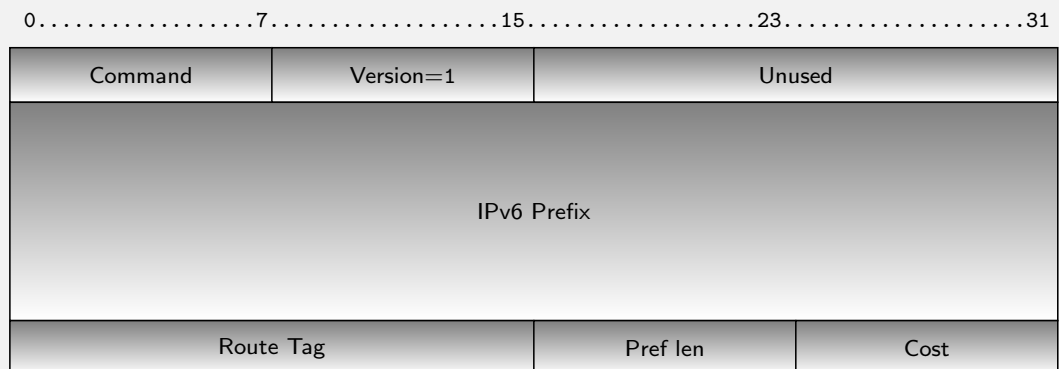 0.................7..................15...................23...................31
Command Version=1 Unused
IPv6 Prefix
Route Tag Pref len Cost